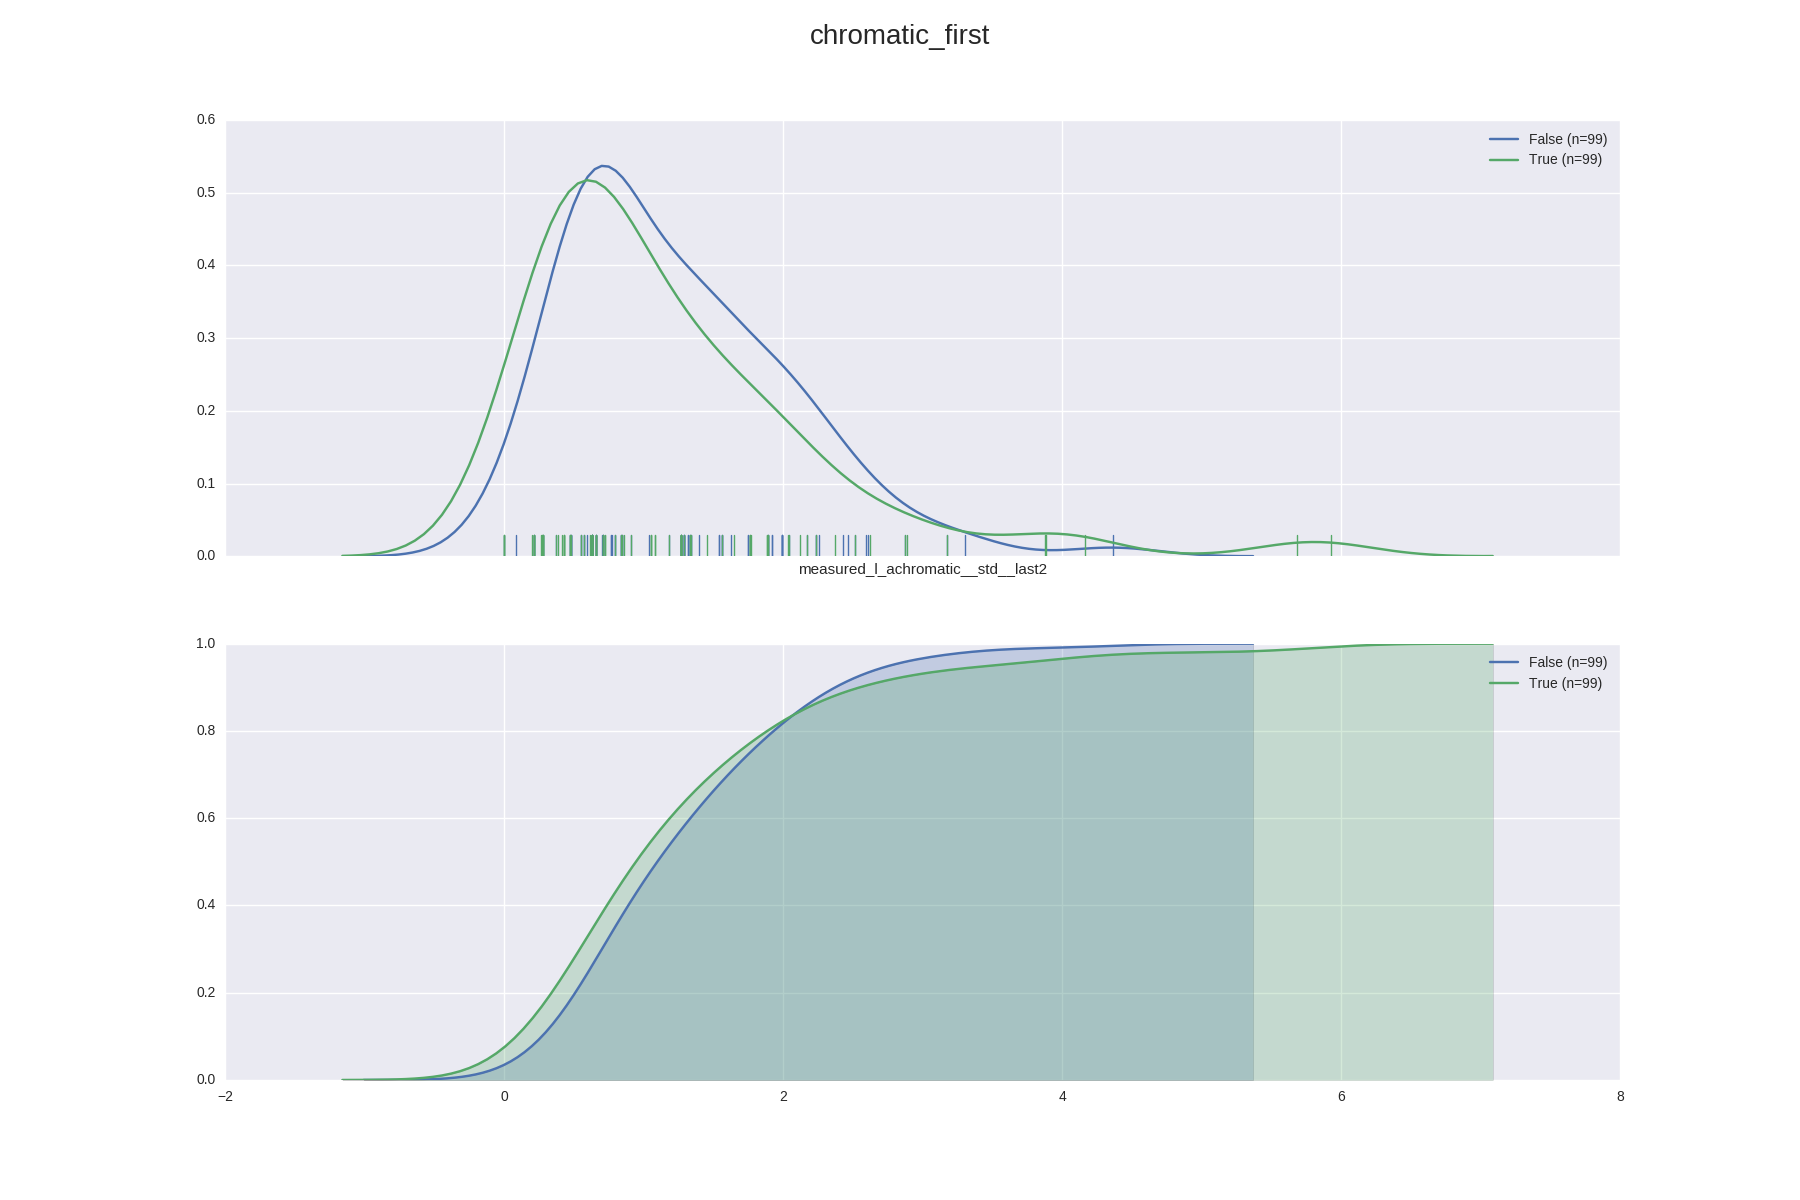 chromatic_first
0.6
0.5
0.4
0.3
0.2
0.1
0.0
False (n=99)
True (n=99)
measured_l_achromatic__std__last2
1.0
0.8
0.6
0.4
0.2
0.0
False (n=99)
True (n=99)
−2 0 2 4 6 8